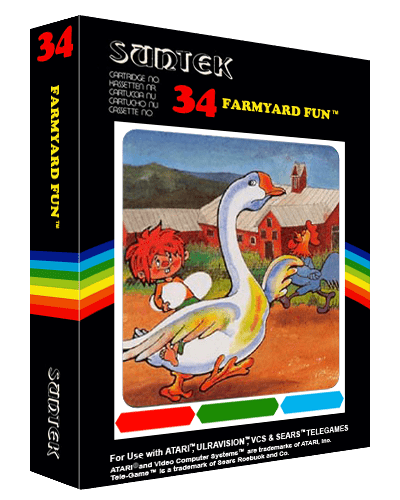 34
FARMYARD FUN™
SUNTEK
SUNTEK
CARTRIDGE NO
KASSETTEN NR
CARTUCCIA NU
CARTUCHO NU
CASSETTE NO
34 FARMYARD FUN™
For Use with ATARI™, ULRAVISION™, VCS & SEARS™ TELEGAMES
ATARI® and Video Computer Systems™ are trademarks of ATARI, Inc.
Tele-Game™ is a trademark of Sears Roebuck and Co.